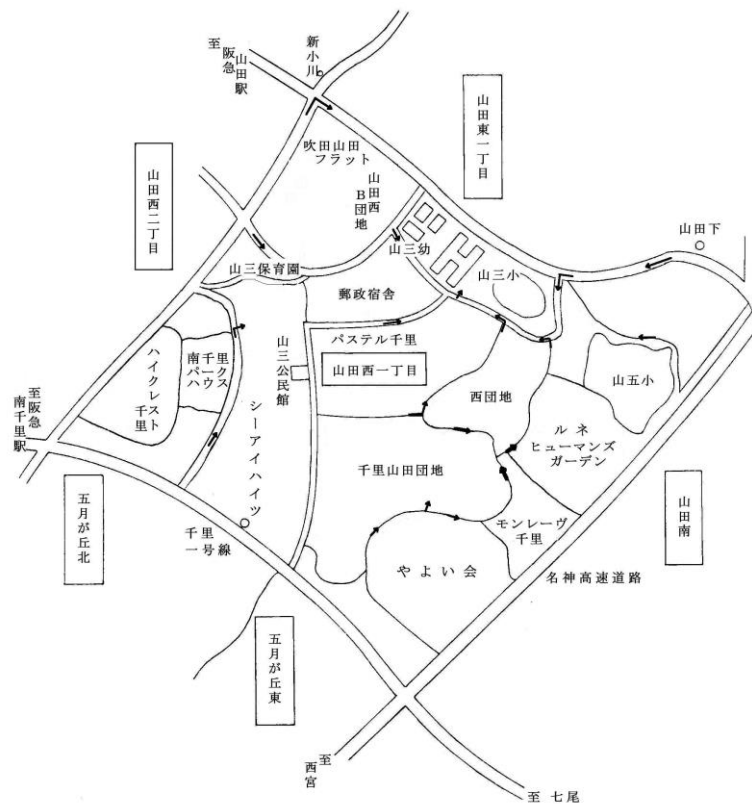 新小川
至阪急
山田駅
山田東一丁目
吹田山田
フラット
山田西
B団地
山田西二丁目
山田下
山三幼
山三保育園
山三小
郵政宿舎
パステル千里
山三公民館
山田西一丁目
山五小
西団地
ハイクレスト
千里
南千里
パークス
ハウス
至阪急
南千里駅
シーアイハイツ
ルネ
ヒューマンズ
ガーデン
千里山田団地
山田南
五月が丘北
千里
一号線
モンレーヴ
千里
やよい会
名神高速道路
五月が丘東
至
西宮
至 七尾